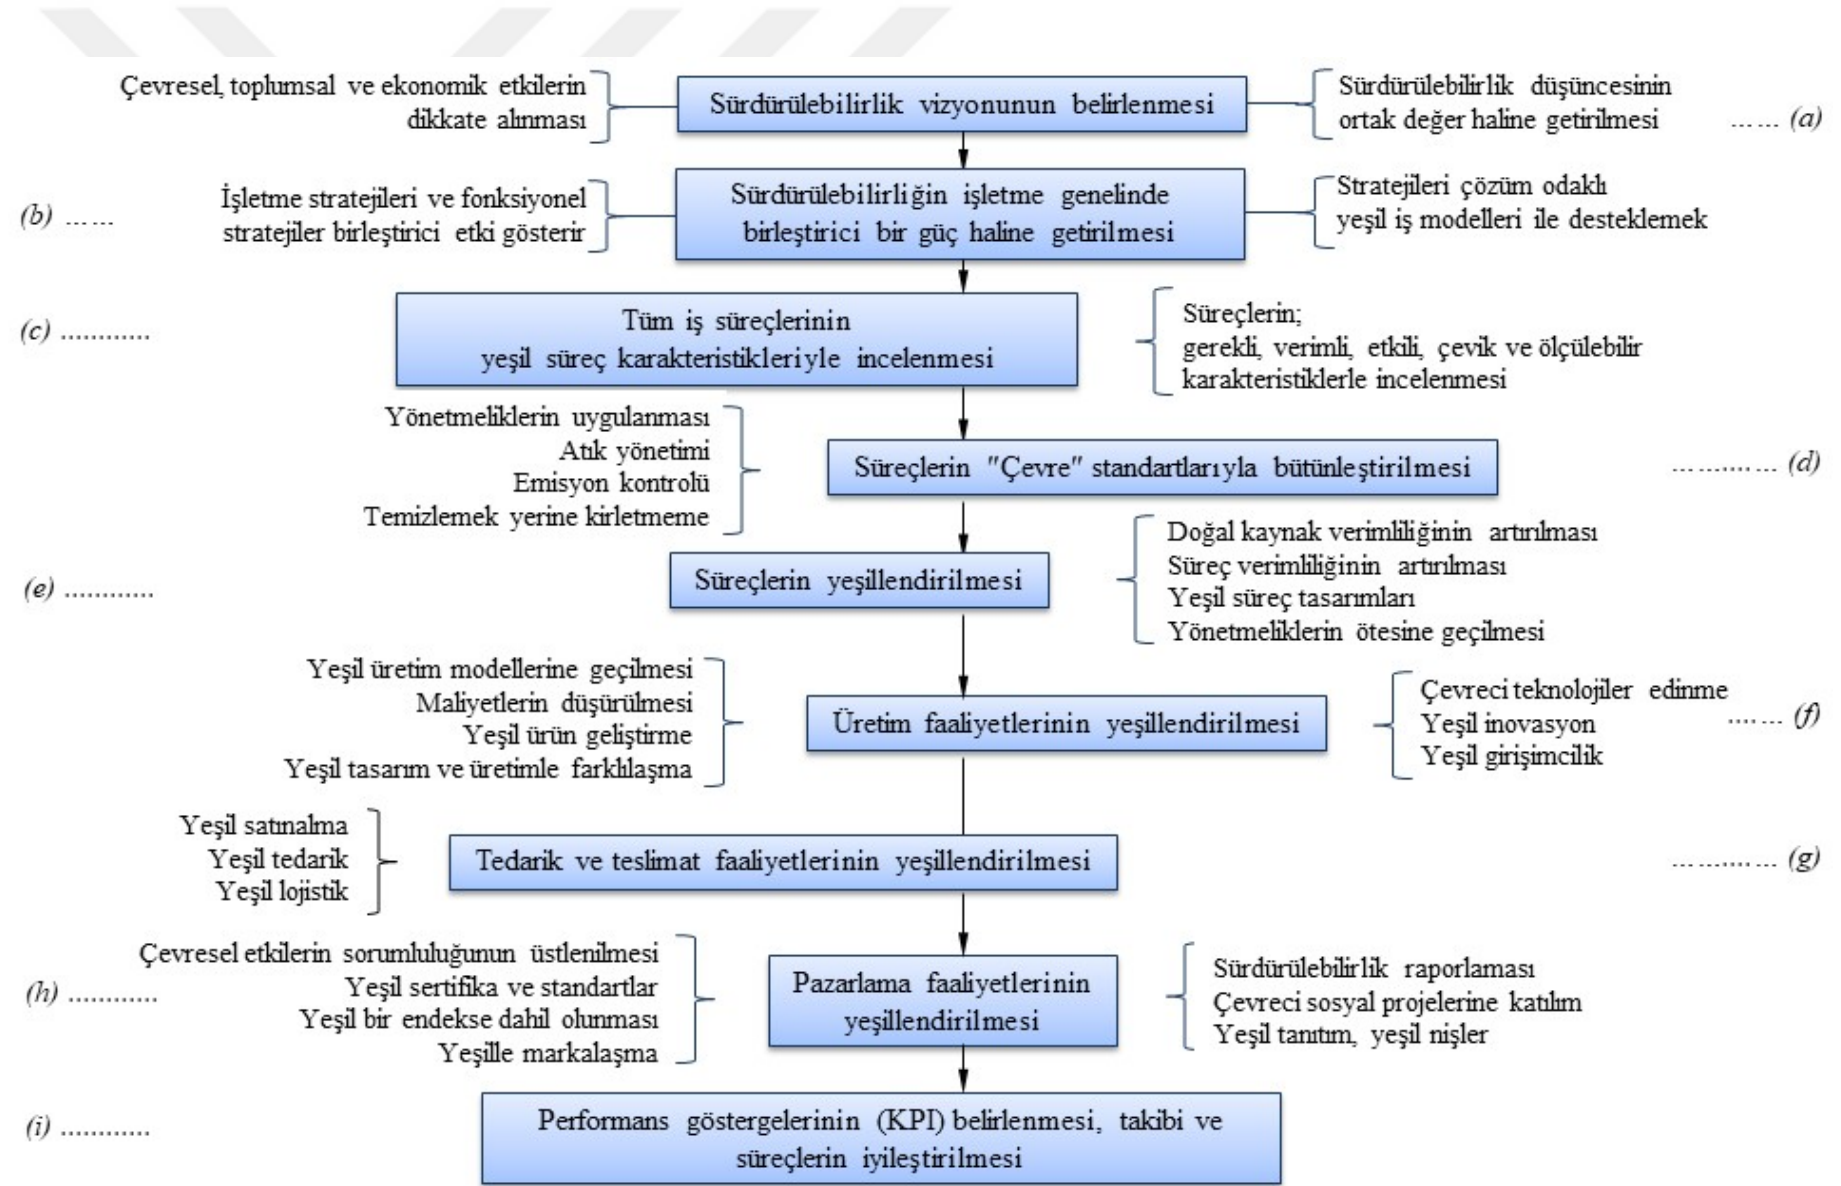 Çevresel, toplumsal ve ekonomik etkilerin
dikkate alınması
Sürdürülebilirlik vizyonunun belirlenmesi
Sürdürülebilirlik düşüncesinin
ortak değer haline getirilmesi
...... (a)
(b) ......
İşletme stratejileri ve fonksiyonel
stratejiler birleştirici etki gösterir
Sürdürülebilirliğin işletme genelinde
birleştirici bir güç haline getirilmesi
Stratejileri çözüm odaklı
yeşil iş modelleri ile desteklemek
(c) ............
Tüm iş süreçlerinin
yeşil süreç karakteristikleriyle incelenmesi
Süreçlerin;
gerekli, verimli, etkili, çevik ve ölçülebilir
karakteristiklerle incelenmesi
Yönetmeliklerin uygulanması
Atık yönetimi
Emisyon kontrolü
Temizlemek yerine kirletmeme
Süreçlerin "Çevre" standartlarıyla bütünleştirilmesi
............ (d)
(e) ............
Süreçlerin yeşillendirilmesi
Doğal kaynak verimliliğinin artırılması
Süreç verimliliğinin artırılması
Yeşil süreç tasarımları
Yönetmeliklerin ötesine geçilmesi
Yeşil üretim modellerine geçilmesi
Maliyetlerin düşürülmesi
Yeşil ürün geliştirme
Yeşil tasarım ve üretimle farklılaşma
Üretim faaliyetlerinin yeşillendirilmesi
Çevreci teknolojiler edinme
Yeşil inovasyon
Yeşil girişimcilik
....... (f)
Yeşil satınalma
Yeşil tedarik
Yeşil lojistik
Tedarik ve teslimat faaliyetlerinin yeşillendirilmesi
............ (g)
(h) ............
Çevresel etkilerin sorumluluğunun üstlenilmesi
Yeşil sertifika ve standartlar
Yeşil bir endekse dahil olunması
Yeşille markalaşma
Pazarlama faaliyetlerinin
yeşillendirilmesi
Sürdürülebilirlik raporlaması
Çevreci sosyal projelerine katılım
Yeşil tanıtım, yeşil nişler
(i) ............
Performans göstergelerinin (KPI) belirlenmesi, takibi ve
süreçlerin iyileştirilmesi